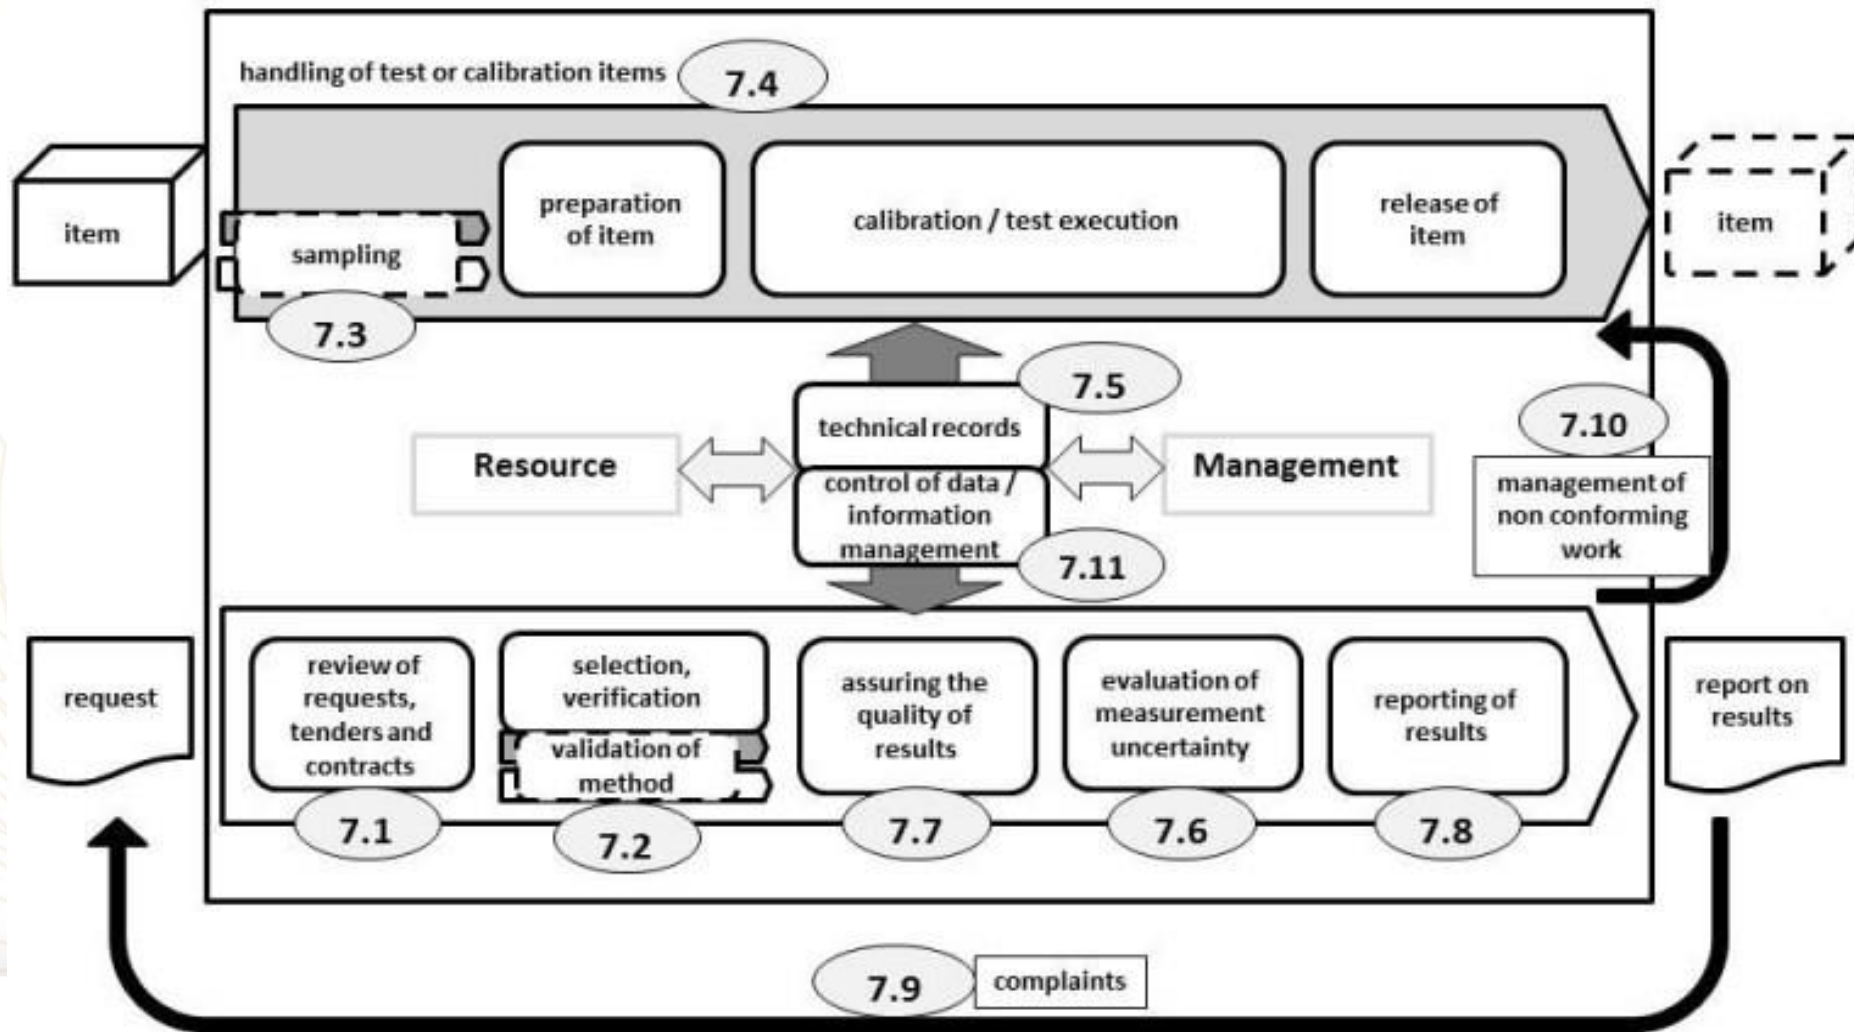 handling of test or calibration items
7.4
item
sampling
7.3
preparation
of item
calibration / test execution
release of
item
item
7.5
technical records
Resource
Management
control of data /
information
management
7.11
7.10
management of
non conforming
work
request
review of
requests,
tenders and
contracts
7.1
selection,
verification
validation of
method
7.2
assuring the
quality of
results
7.7
evaluation of
measurement
uncertainty
7.6
reporting of
results
7.8
report on
results
7.9
complaints